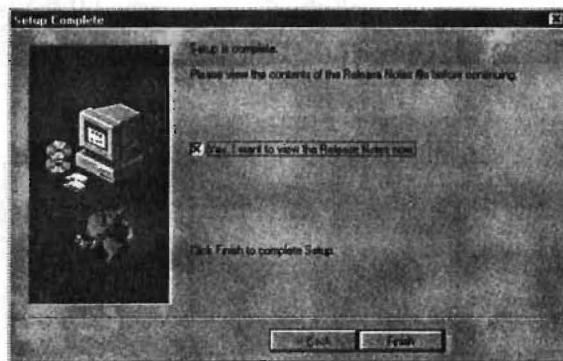 Setup Complete
Setup is complete.
Please view the contents of the Release Notes file before continuing.
Yes, I want to view the Release Notes now.
Click Finish to complete Setup.
< Back
Finish